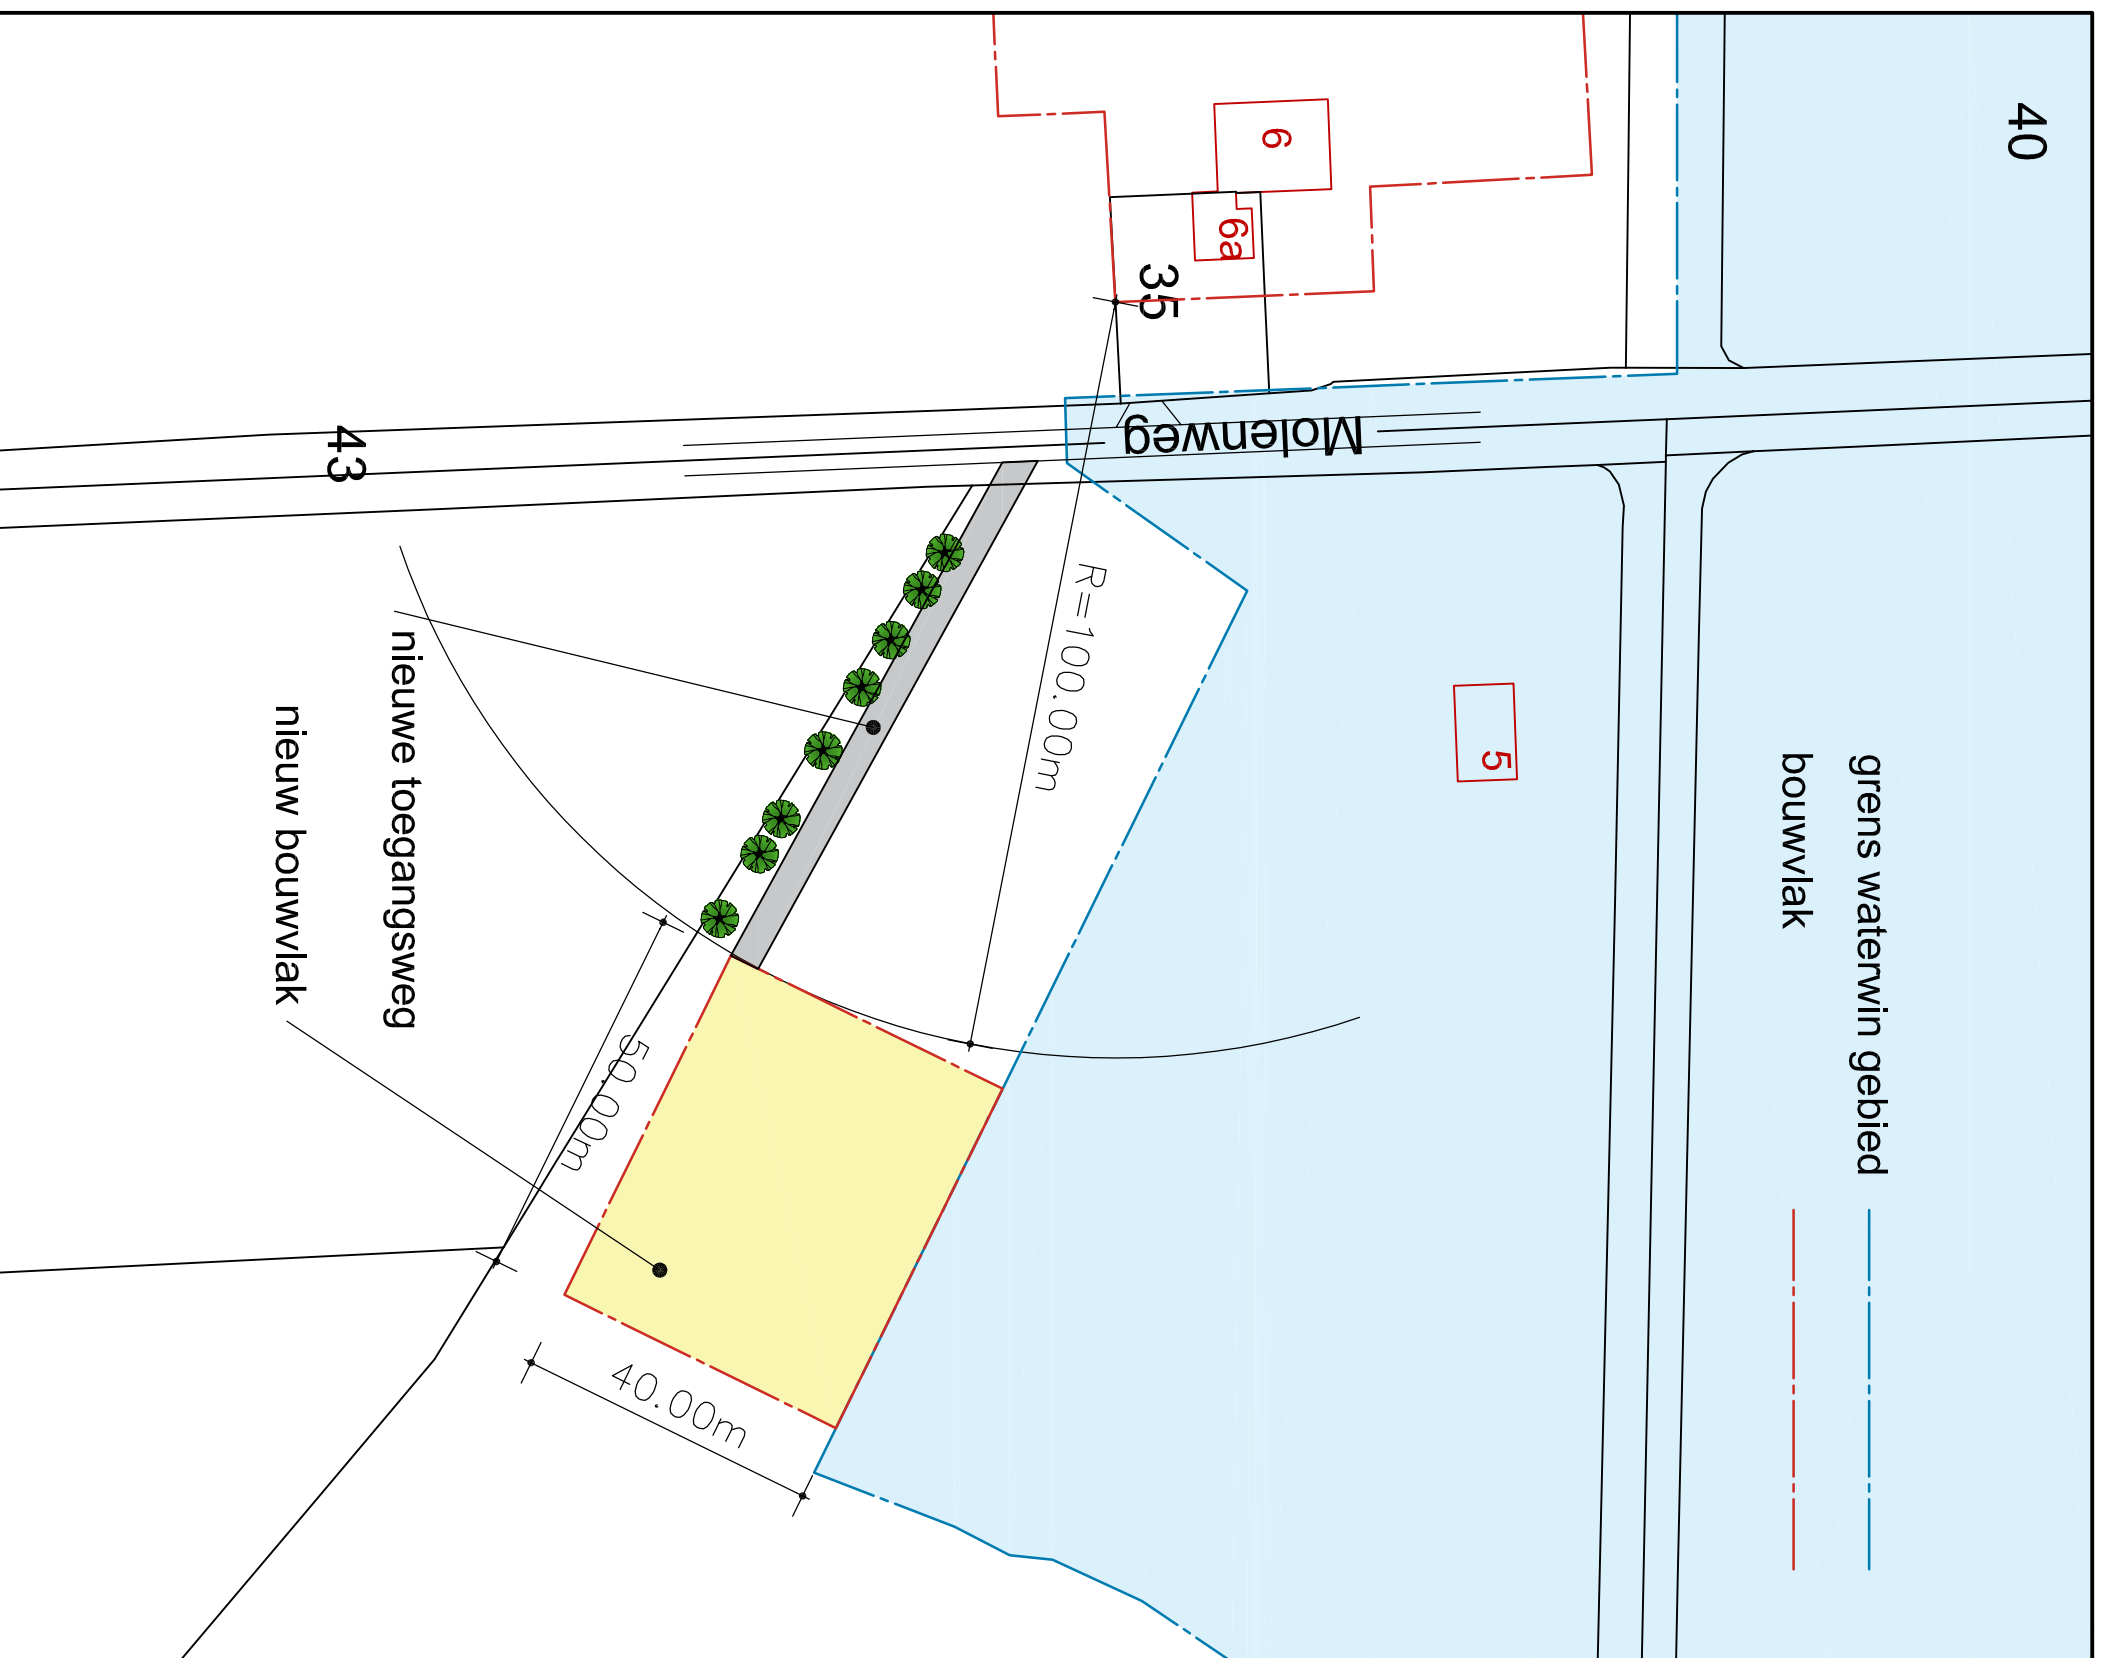 40
6
6a
35
Molenweg
43
R=100.00m
5
grens waterwin gebied
bouwvlak
nieuwe toegangsweg
nieuw bouwvlak
50.00m
40.00m